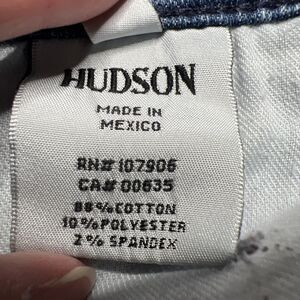 HUDSON
MADE IN
MEXICO
RN# 107906
CA# 00635
88% COTTON
10% POLYESTER
2% SPANDEX